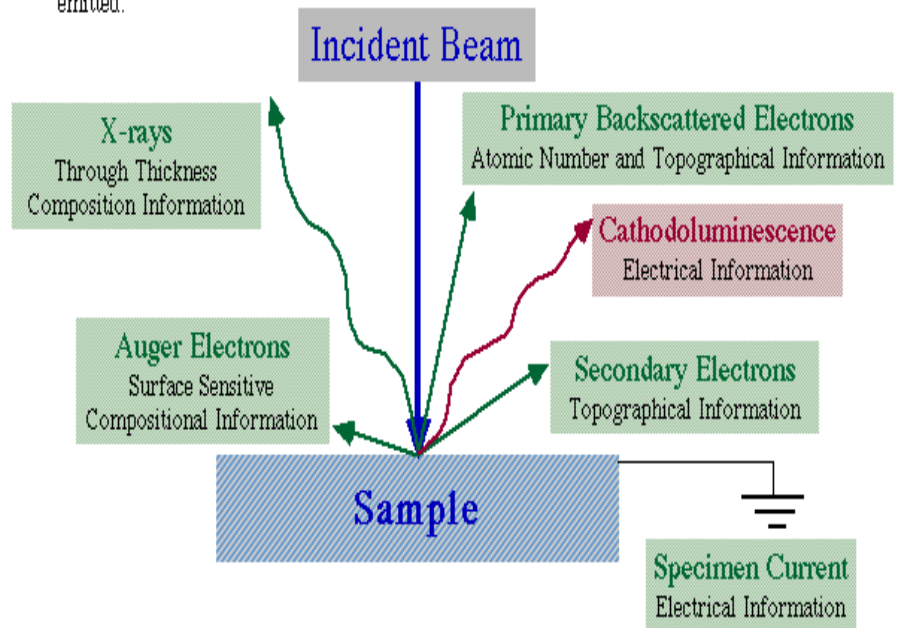 emitted.
Incident Beam
X-rays
Through Thickness
Composition Information
Primary Backscattered Electrons
Atomic Number and Topographical Information
Cathodoluminescence
Electrical Information
Auger Electrons
Surface Sensitive
Compositional Information
Secondary Electrons
Topographical Information
Sample
Specimen Current
Electrical Information